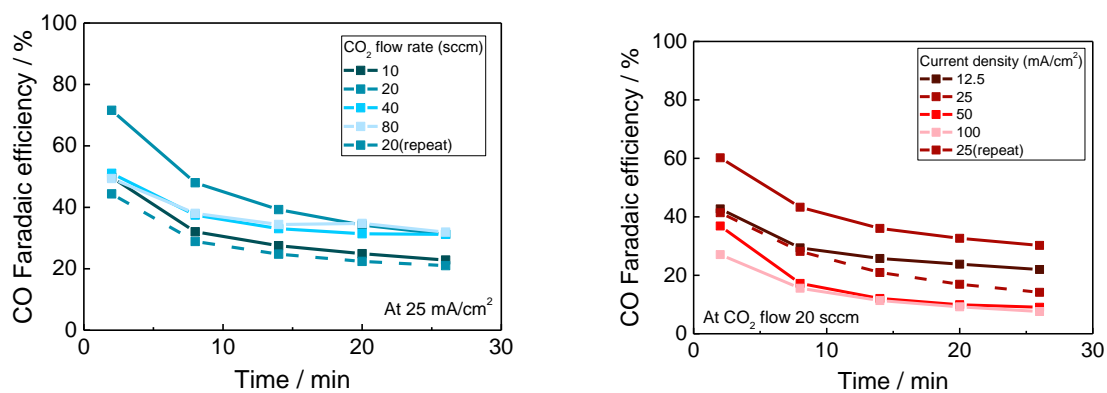 100
80
60
40
20
0
CO Faradaic efficiency / %
CO₂ flow rate (sccm)
10
20
40
80
20(repeat)
At 25 mA/cm²
0
10
20
30
Time / min
100
80
60
40
20
0
CO Faradaic efficiency / %
Current density (mA/cm²)
12.5
25
50
100
25(repeat)
At CO₂ flow 20 sccm
0
10
20
30
Time / min